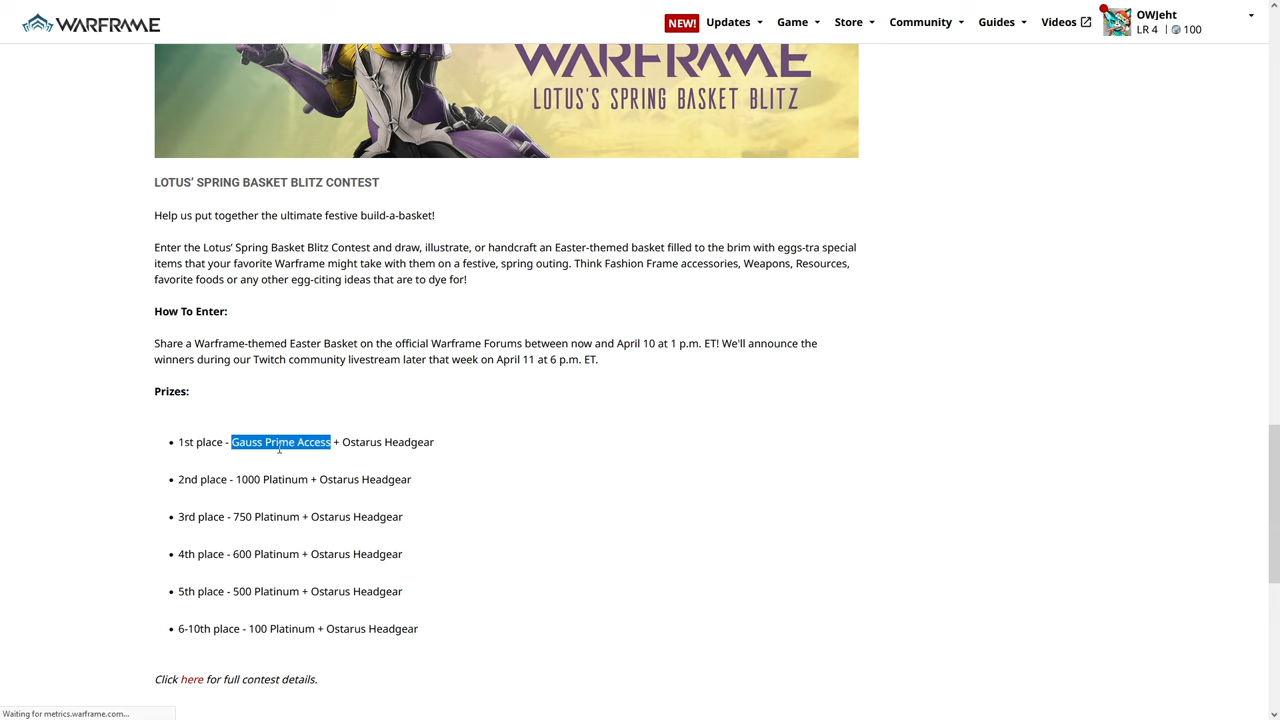 WARFRAME
NEW! Updates Game Store Community Guides Videos
OWJeht
LR 4 | 100
WARFRAME
LOTUS'S SPRING BASKET BLITZ
LOTUS' SPRING BASKET BLITZ CONTEST
Help us put together the ultimate festive build-a-basket!
Enter the Lotus' Spring Basket Blitz Contest and draw, illustrate, or handcraft an Easter-themed basket filled to the brim with eggs-tra special
items that your favorite Warframe might take with them on a festive, spring outing. Think Fashion Frame accessories, Weapons, Resources,
favorite foods or any other egg-citing ideas that are to dye for!
How To Enter:
Share a Warframe-themed Easter Basket on the official Warframe Forums between now and April 10 at 1 p.m. ET! We'll announce the
winners during our Twitch community livestream later that week on April 11 at 6 p.m. ET.
Prizes:
• 1st place - Gauss Prime Access + Ostarus Headgear
• 2nd place - 1000 Platinum + Ostarus Headgear
• 3rd place - 750 Platinum + Ostarus Headgear
• 4th place - 600 Platinum + Ostarus Headgear
• 5th place - 500 Platinum + Ostarus Headgear
• 6-10th place - 100 Platinum + Ostarus Headgear
Click here for full contest details.
Waiting for metrics.warframe.com...